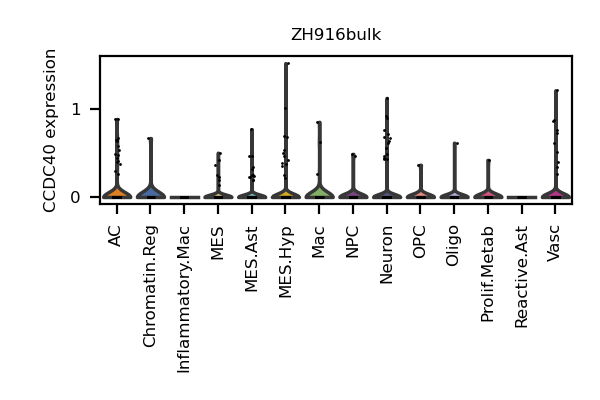 ZH916bulk
CCDC40 expression
1
0
AC
Chromatin.Reg
Inflammatory.Mac
MES
MES.Ast
MES.Hyp
Mac
NPC
Neuron
OPC
Oligo
Prolif.Metab
Reactive.Ast
Vasc